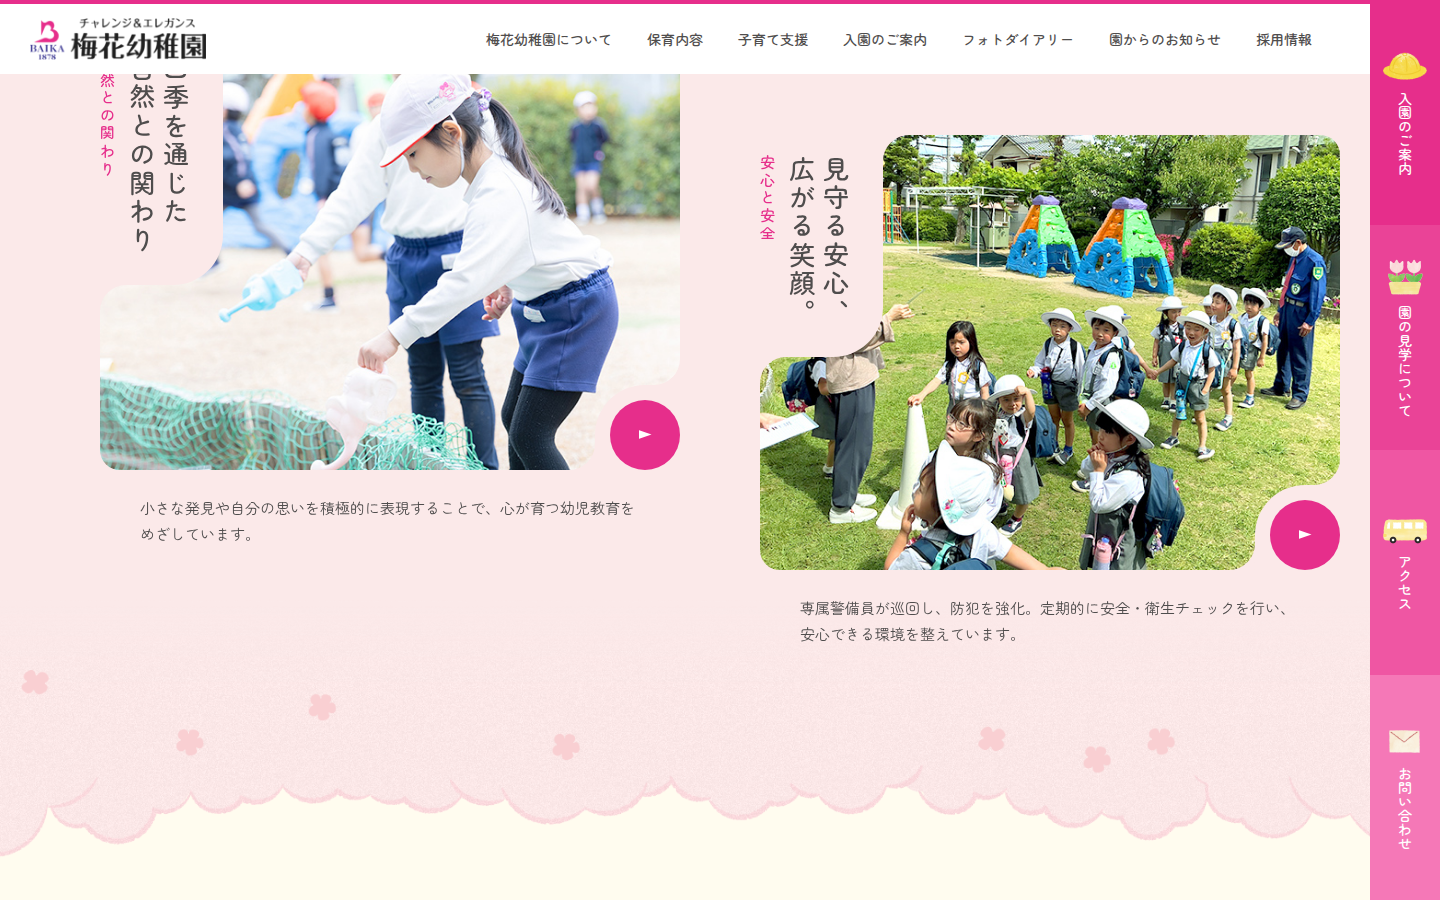 チャレンジ&エレガンス
BAIKA
1878
梅花幼稚園
梅花幼稚園について
保育内容
子育て支援
入園のご案内
フォトダイアリー
園からのお知らせ
採用情報
季を通じた
然との関わり
然との関わり
見守る安心、
広がる笑顔。
安心と安全
小さな発見や自分の思いを積極的に表現することで、心が育つ幼児教育を
めざしています。
専属警備員が巡回し、防犯を強化。定期的に安全・衛生チェックを行い、
安心できる環境を整えています。
入園のご案内
園の見学について
アクセス
お問い合わせ